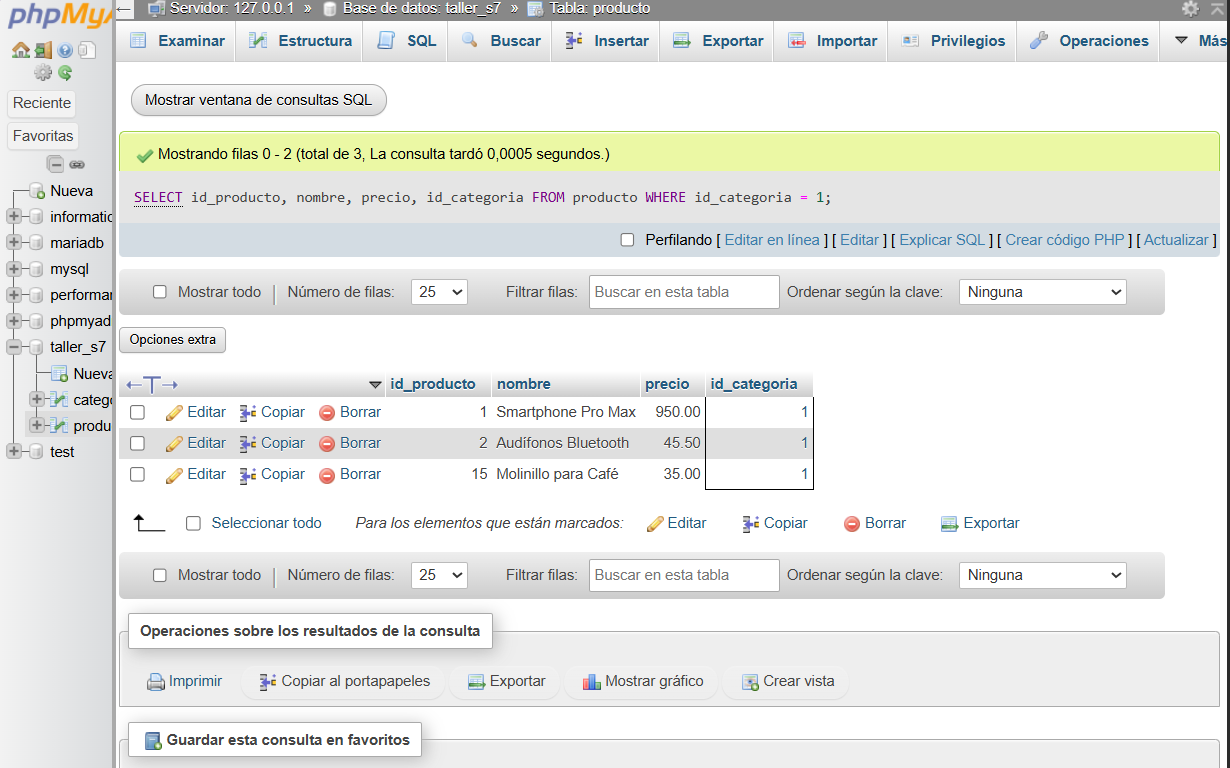 phpMyA
← Servidor: 127.0.0.1 » Base de datos: taller_s7 » Tabla: producto
Examinar Estructura SQL Buscar Insertar Exportar Importar Privilegios Operaciones Más
Reciente
Favoritas
Nueva
informatic
mariadb
mysql
performar
phpmyad
taller_s7
Nueva
catego
produ
test
Mostrar ventana de consultas SQL
Mostrando filas 0 - 2 (total de 3, La consulta tardó 0,0005 segundos.)
SELECT id_producto, nombre, precio, id_categoria FROM producto WHERE id_categoria = 1;
Perfilando [ Editar en línea ] [ Editar ] [ Explicar SQL ] [ Crear código PHP ] [ Actualizar ]
Mostrar todo | Número de filas: 25 Filtrar filas: Buscar en esta tabla Ordenar según la clave: Ninguna
Opciones extra
←T→ id_producto nombre precio id_categoria
Editar Copiar Borrar 1 Smartphone Pro Max 950.00 1
Editar Copiar Borrar 2 Audífonos Bluetooth 45.50 1
Editar Copiar Borrar 15 Molinillo para Café 35.00 1
Seleccionar todo Para los elementos que están marcados: Editar Copiar Borrar Exportar
Mostrar todo | Número de filas: 25 Filtrar filas: Buscar en esta tabla Ordenar según la clave: Ninguna
Operaciones sobre los resultados de la consulta
Imprimir Copiar al portapapeles Exportar Mostrar gráfico Crear vista
Guardar esta consulta en favoritos